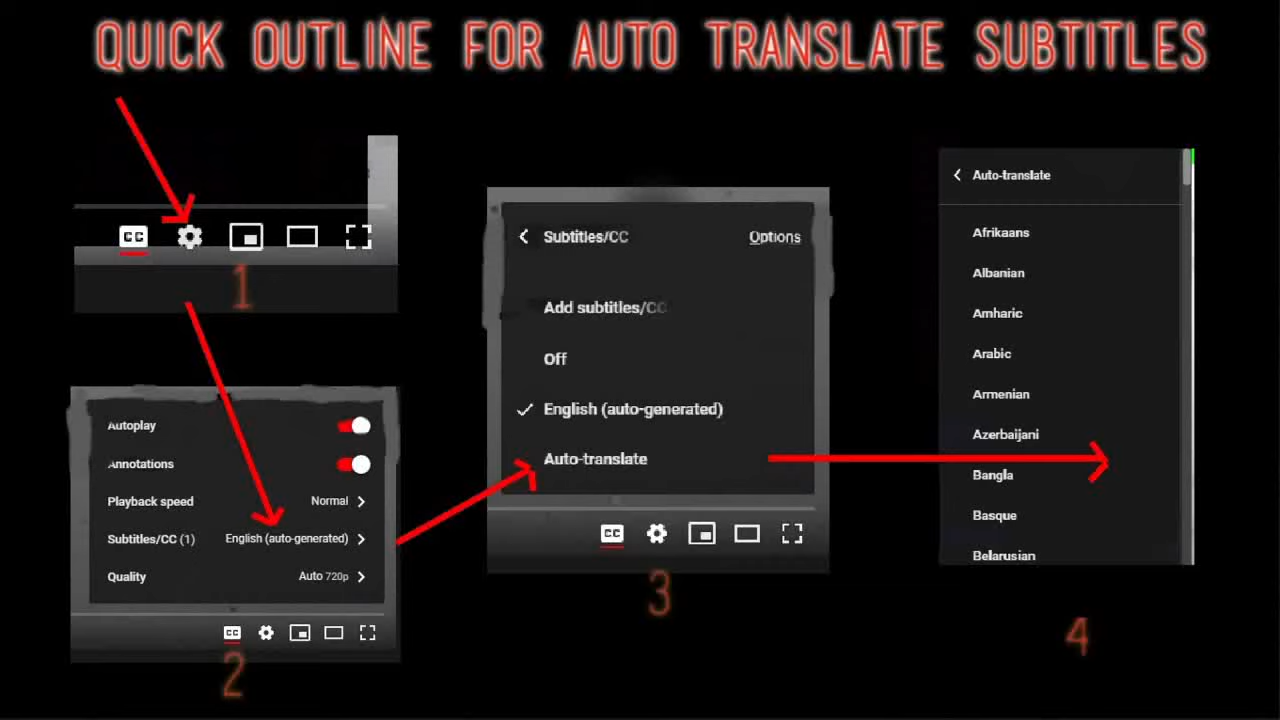 QUICK OUTLINE FOR AUTO TRANSLATE SUBTITLES
CC
1
Autoplay
Annotations
Playback speed Normal
Subtitles/CC (1) English (auto-generated)
Quality Auto 720p
CC
2
Subtitles/CC Options
Add subtitles/CC
Off
English (auto-generated)
Auto-translate
CC
3
Auto-translate
Afrikaans
Albanian
Amharic
Arabic
Armenian
Azerbaijani
Bangla
Basque
Belarusian
4